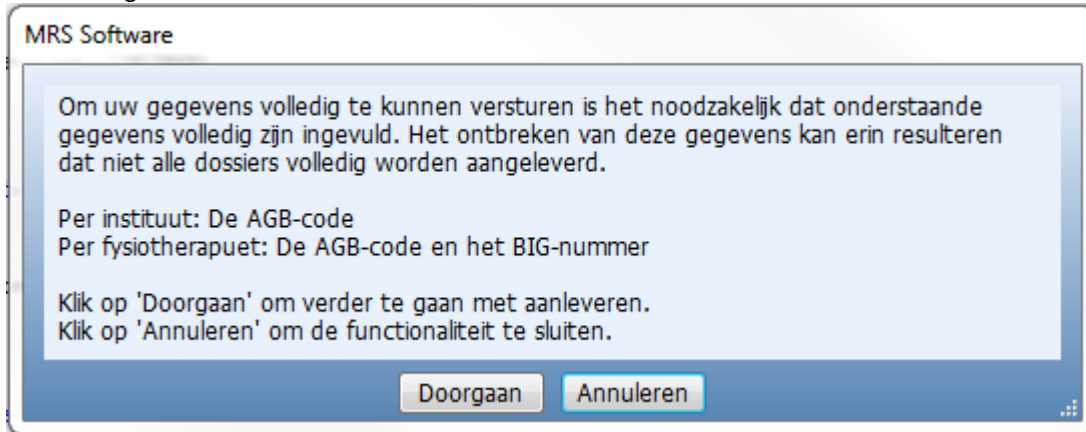 MRS Software
Om uw gegevens volledig te kunnen versturen is het noodzakelijk dat onderstaande
gegevens volledig zijn ingevuld. Het ontbreken van deze gegevens kan erin resulteren
dat niet alle dossiers volledig worden aangeleverd.
Per instituut: De AGB-code
Per fysiotherapuet: De AGB-code en het BIG-nummer
Klik op 'Doorgaan' om verder te gaan met aanleveren.
Klik op 'Annuleren' om de functionaliteit te sluiten.
Doorgaan Annuleren